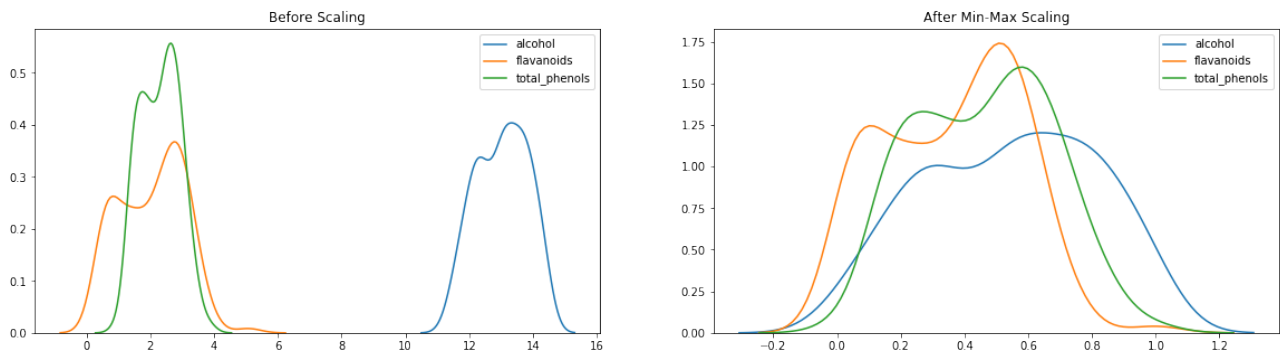 Before Scaling
alcohol
flavanoids
total_phenols
0.5
0.4
0.3
0.2
0.1
0.0
0 2 4 6 8 10 12 14 16
After Min-Max Scaling
alcohol
flavanoids
total_phenols
1.75
1.50
1.25
1.00
0.75
0.50
0.25
0.00
−0.2 0.0 0.2 0.4 0.6 0.8 1.0 1.2